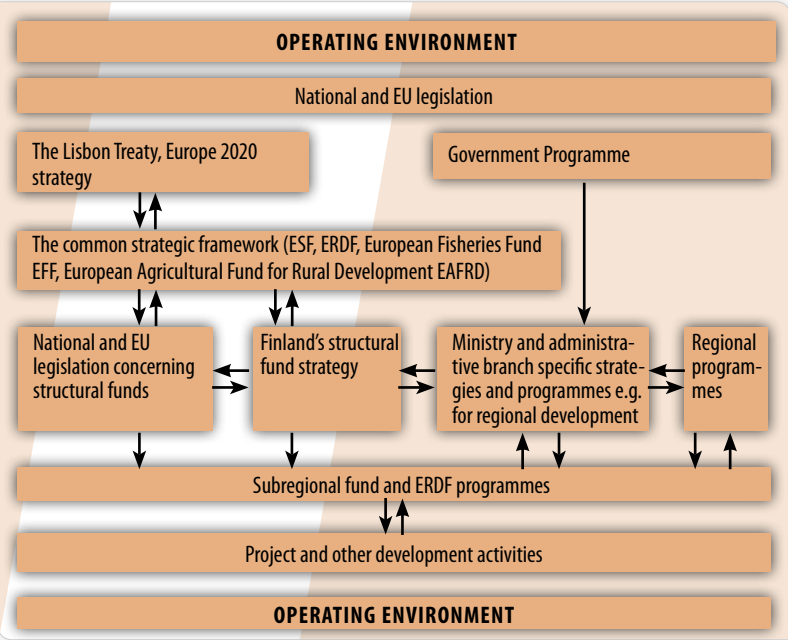 OPERATING ENVIRONMENT
National and EU legislation
The Lisbon Treaty, Europe 2020
strategy
Government Programme
The common strategic framework (ESF, ERDF, European Fisheries Fund
EFF, European Agricultural Fund for Rural Development EAFRD)
National and EU
legislation concerning
structural funds
Finland's structural
fund strategy
Ministry and administra-
tive branch specific strate-
gies and programmes e.g.
for regional development
Regional
program-
mes
Subregional fund and ERDF programmes
Project and other development activities
OPERATING ENVIRONMENT